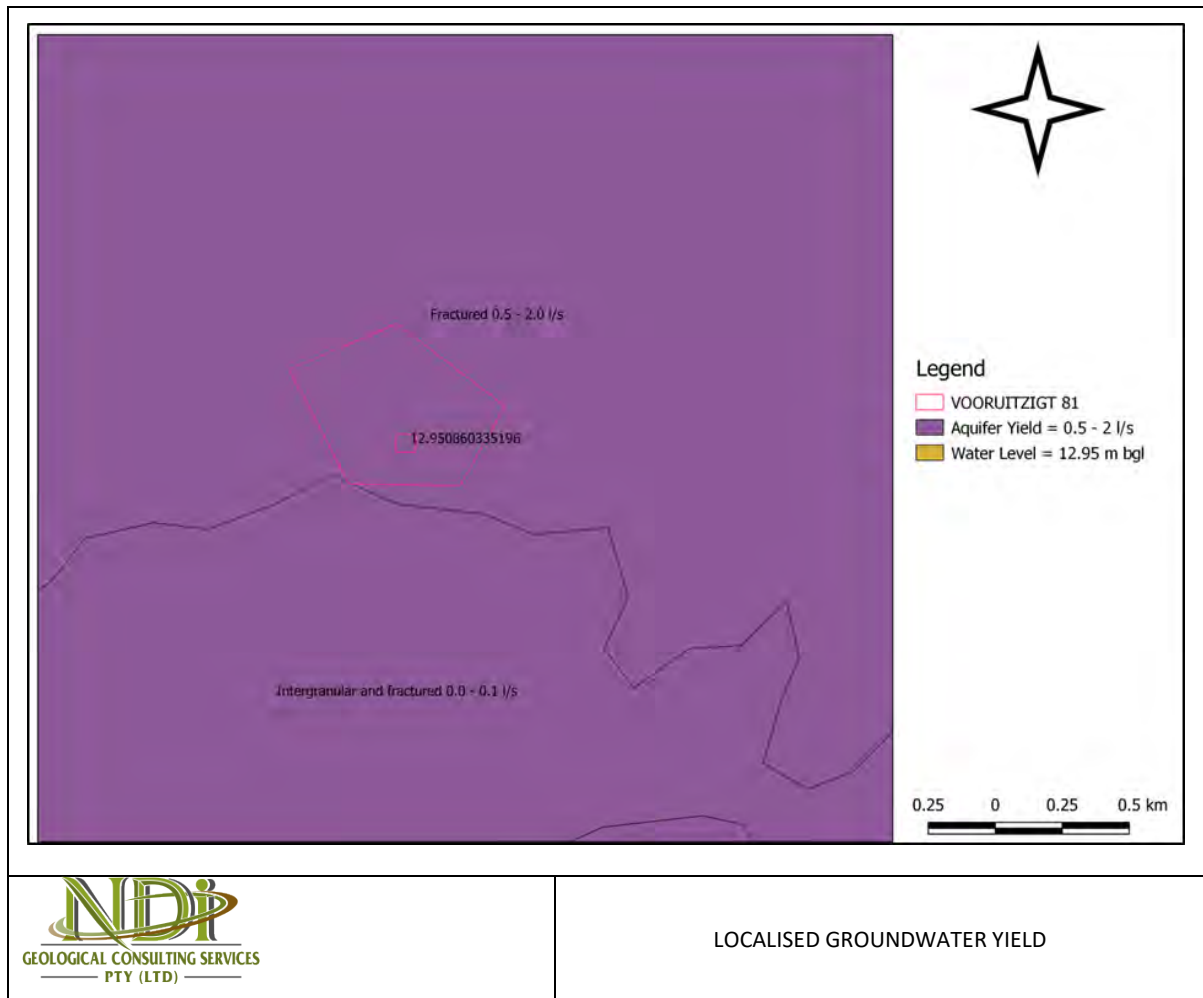 Fractured 0.5 - 2.0 l/s
12.950860335196
Intergranular and fractured 0.0 - 0.1 l/s
Legend
VOORUITZIGT 81
Aquifer Yield = 0.5 - 2 l/s
Water Level = 12.95 m bgl
0.25 0 0.25 0.5 km
NDi
GEOLOGICAL CONSULTING SERVICES
PTY (LTD)
LOCALISED GROUNDWATER YIELD